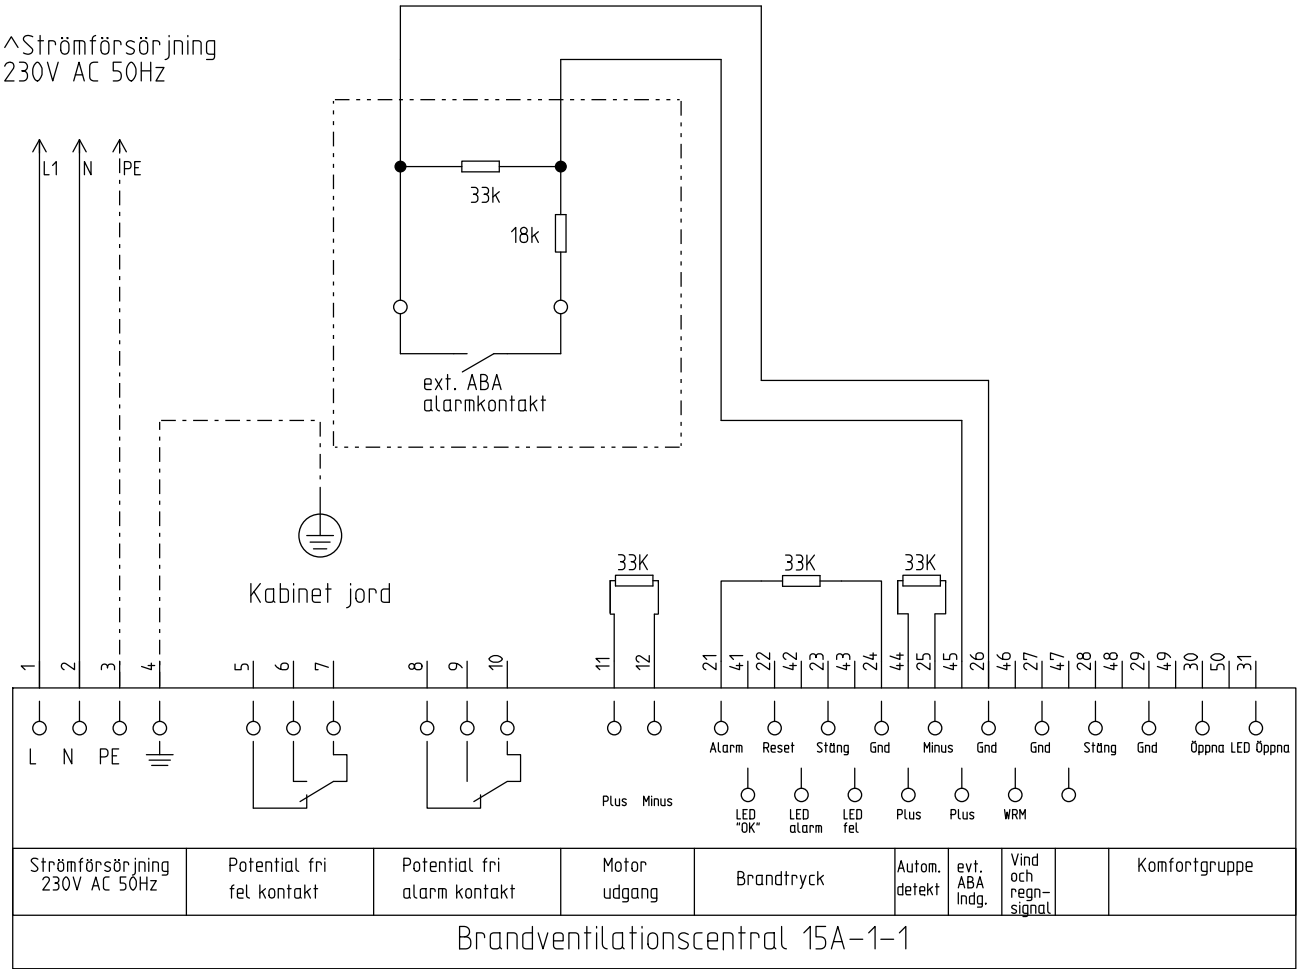 ^Strömförsörjning
230V AC 50Hz
L1 N PE
33k
18k
ext. ABA
alarmkontakt
Kabinet jord
33K 33K 33K
1 2 3 4 5 6 7 8 9 10 11 12 21 41 22 42 23 43 24 44 25 45 26 46 27 47 28 48 29 49 30 50 31
L N PE
Alarm Reset Stäng Gnd Minus Gnd Gnd Stäng Gnd Öppna LED Öppna
Plus Minus
LED
"OK"
LED
alarm
LED
fel
Plus
Plus
WRM
Strömförsörjning
230V AC 50Hz
Potential fri
fel kontakt
Potential fri
alarm kontakt
Motor
udgang
Brandtryck
Autom.
detekt
evt.
ABA
Indg.
Vind
och
regn-
signal
Komfortgruppe
Brandventilationscentral 15A-1-1